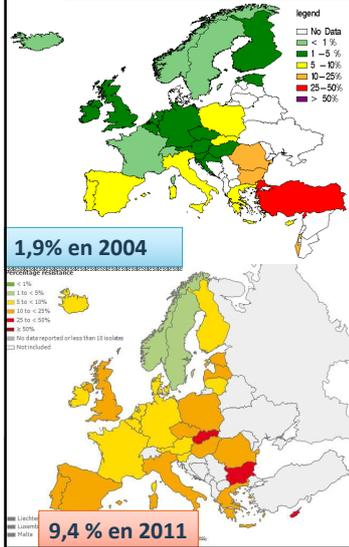 legend
No Data
< 1 %
1 -5 %
5 -10%
10-25%
25-50%
> 50%
1,9% en 2004
Percentage resistance
< 1%
1 to < 5%
5 to < 10%
10 to < 25%
25 to < 50%
≥ 50%
No data reported or less than 10 isolates
Not included
Liechte
Luxemb
Malta
9,4 % en 2011